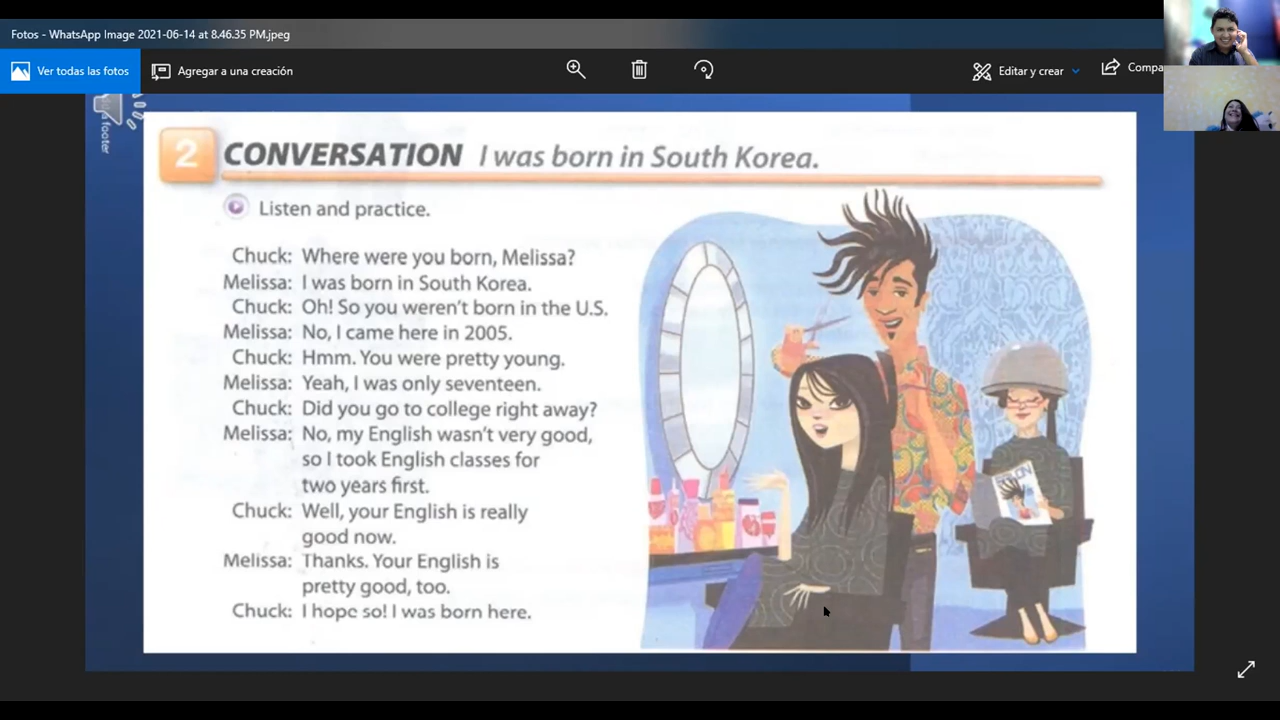 Fotos - WhatsApp Image 2021-06-14 at 8.46.35 PM.jpeg
Ver todas las fotos
Agregar a una creación
Editar y crear
Compa
a footer
2 CONVERSATION I was born in South Korea.
Listen and practice.
Chuck: Where were you born, Melissa?
Melissa: I was born in South Korea.
Chuck: Oh! So you weren't born in the U.S.
Melissa: No, I came here in 2005.
Chuck: Hmm. You were pretty young.
Melissa: Yeah, I was only seventeen.
Chuck: Did you go to college right away?
Melissa: No, my English wasn't very good,
so I took English classes for
two years first.
Chuck: Well, your English is really
good now.
Melissa: Thanks. Your English is
pretty good, too.
Chuck: I hope so! I was born here.